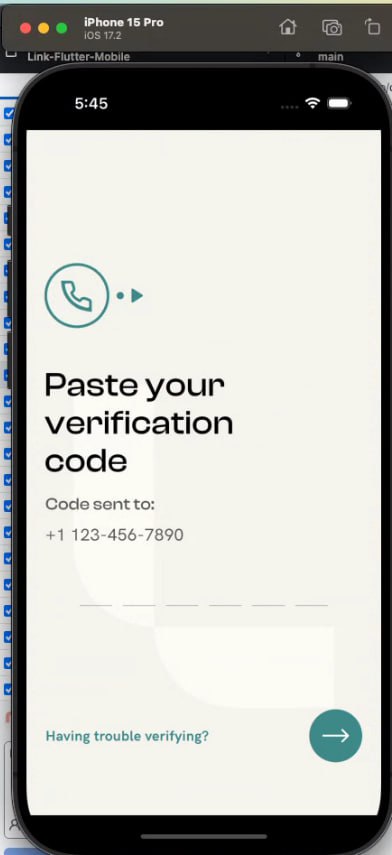 iPhone 15 Pro
iOS 17.2
Link-Flutter-Mobile
main
5:45
Paste your
verification
code
Code sent to:
+1 123-456-7890
Having trouble verifying?